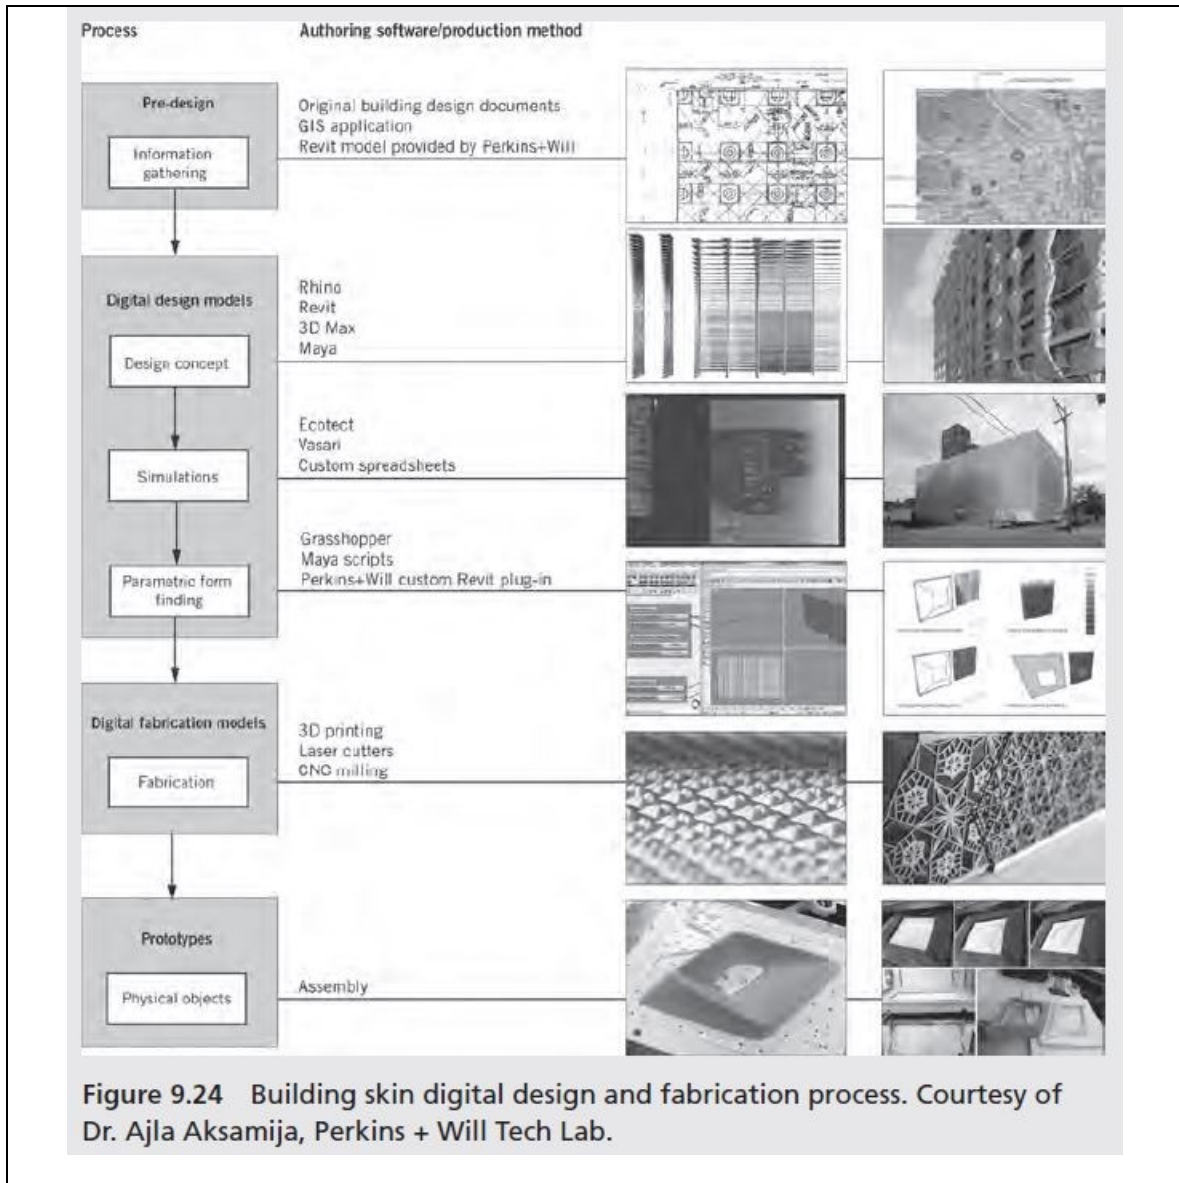 Process
Authoring software/production method
Pre-design
Information
gathering
Original building design documents
GIS application
Revit model provided by Perkins+Will
Digital design models
Design concept
Rhino
Revit
3D Max
Maya
Simulations
Ecotect
Vasari
Custom spreadsheets
Parametric form
finding
Grasshopper
Maya scripts
Perkins+Will custom Revit plug-in
Digital fabrication models
Fabrication
3D printing
Laser cutters
CNC milling
Prototypes
Physical objects
Assembly
Figure 9.24 Building skin digital design and fabrication process. Courtesy of
Dr. Ajla Aksamija, Perkins + Will Tech Lab.